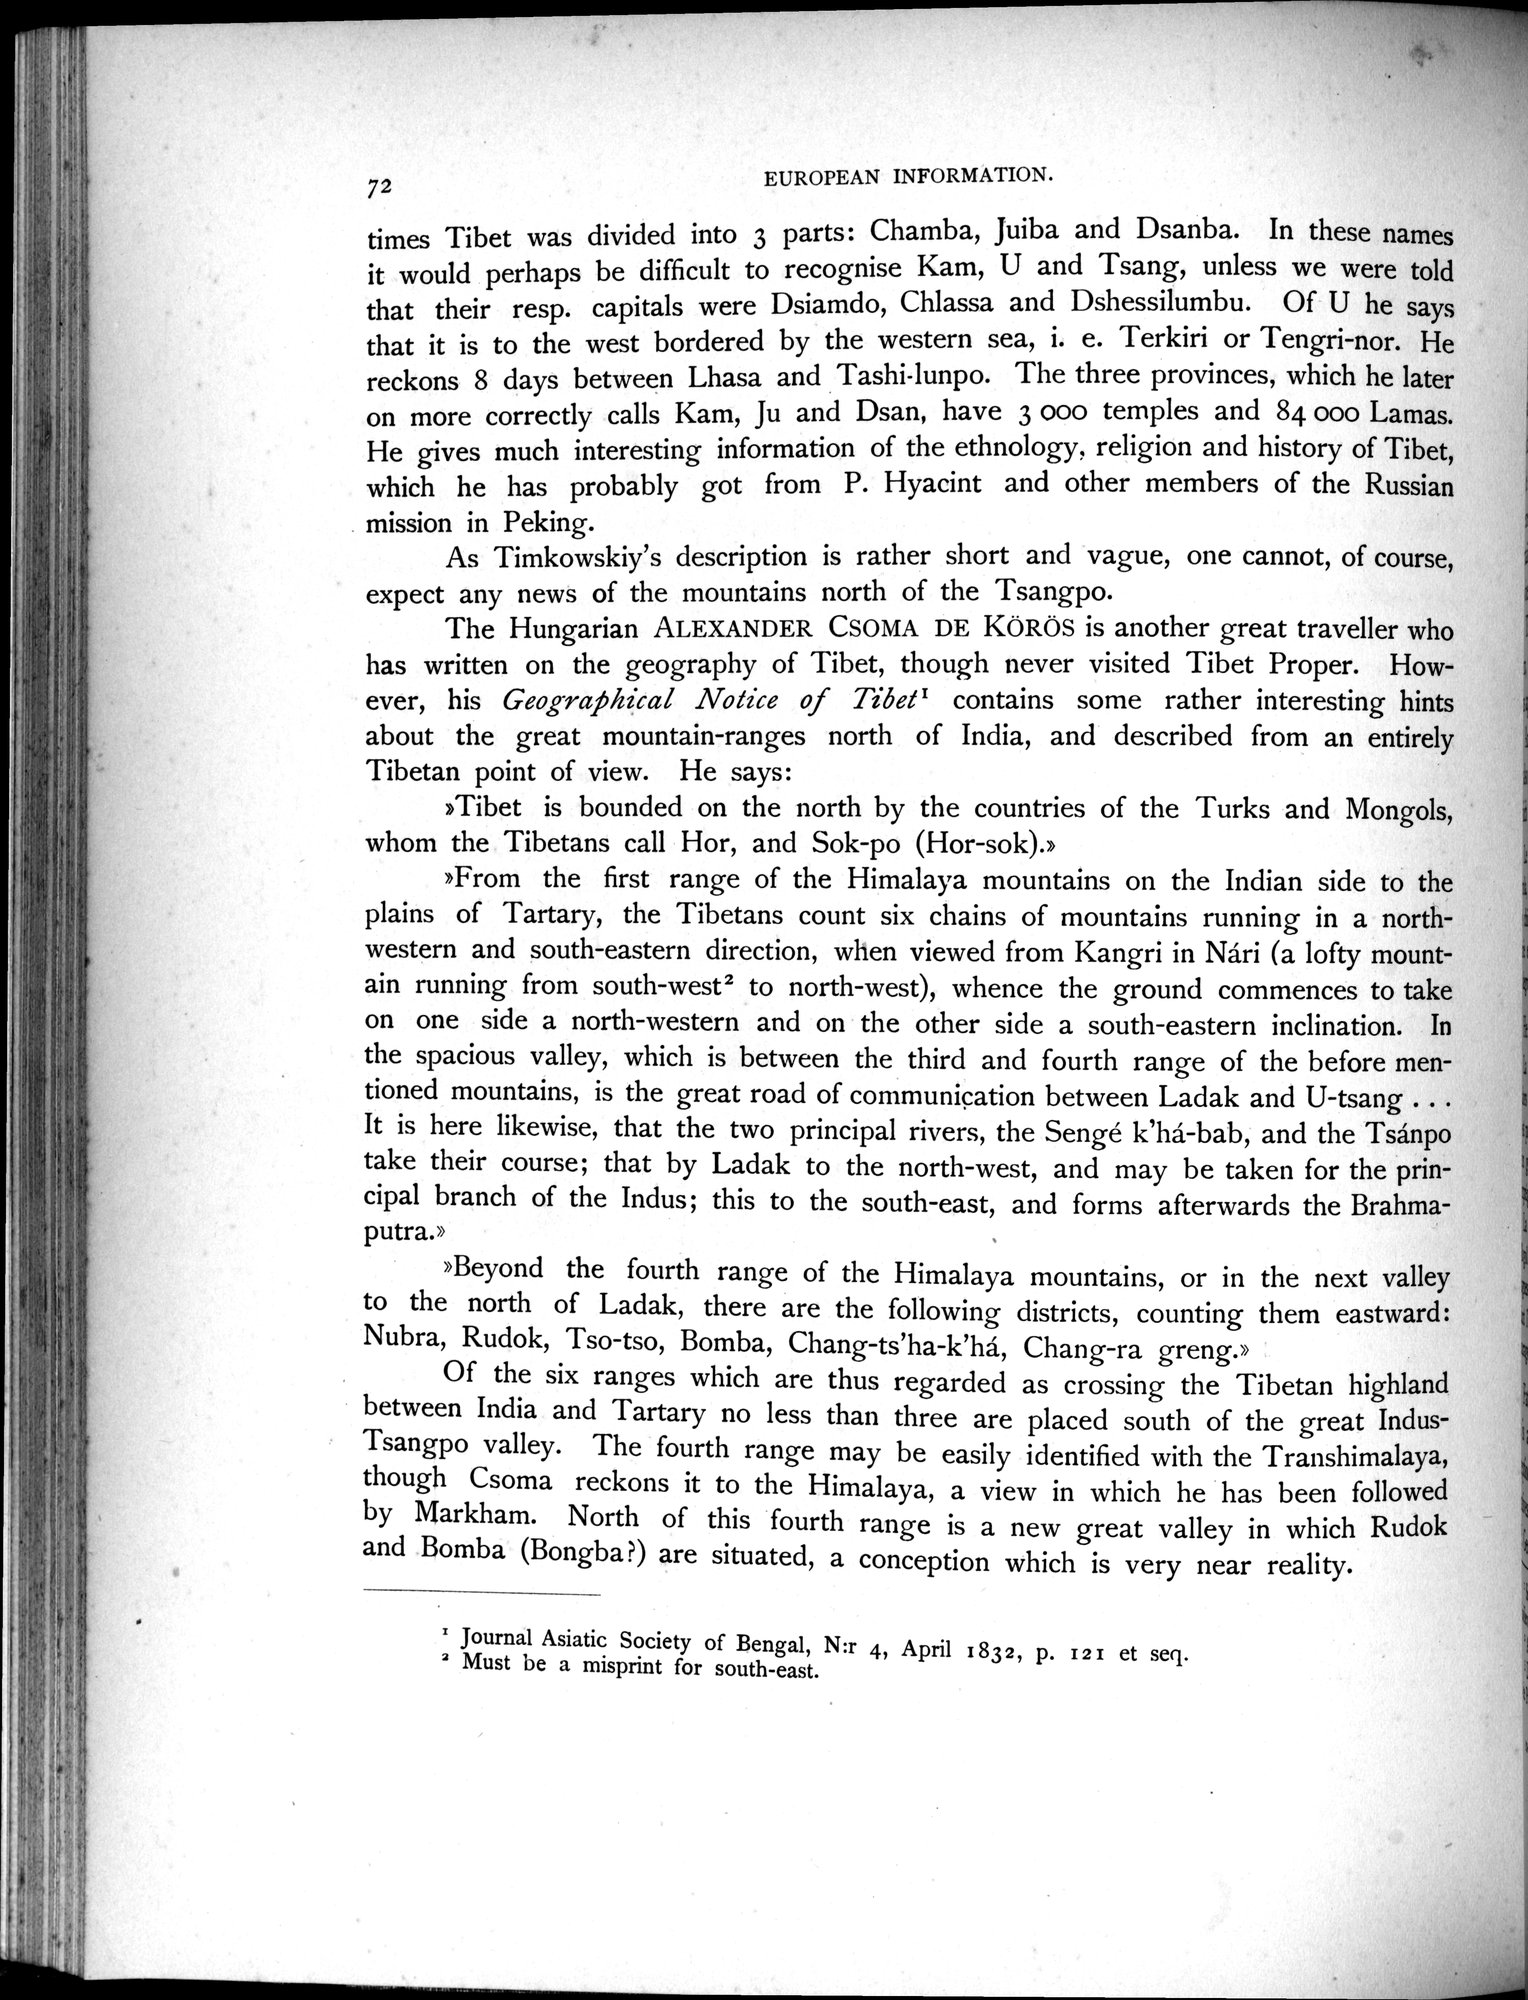 72
EUROPEAN INFORMATION.
times Tibet was divided into 3 parts: Chamba, Juiba and Dsanba. In these names
it would perhaps be difficult to recognise Kam, U and Tsang, unless we were told
that their resp. capitals were Dsiamdo, Chlassa and Dshessilumbu. Of U he says
that it is to the west bordered by the western sea, i. e. Terkiri or Tengri-nor. He
reckons 8 days between Lhasa and Tashi-lunpo. The three provinces, which he later
on more correctly calls Kam, Ju and Dsan, have 3 000 temples and 84 000 Lamas.
He gives much interesting information of the ethnology, religion and history of Tibet,
which he has probably got from P. Hyacint and other members of the Russian
mission in Peking.
As Timkowskiy's description is rather short and vague, one cannot, of course,
expect any news of the mountains north of the Tsangpo.
The Hungarian ALEXANDER CSOMA DE KÖRÖS is another great traveller who
has written on the geography of Tibet, though never visited Tibet Proper. How-
ever, his Geographical Notice of Tibet¹ contains some rather interesting hints
about the great mountain-ranges north of India, and described from an entirely
Tibetan point of view. He says:
»Tibet is bounded on the north by the countries of the Turks and Mongols,
whom the Tibetans call Hor, and Sok-po (Hor-sok).»
»From the first range of the Himalaya mountains on the Indian side to the
plains of Tartary, the Tibetans count six chains of mountains running in a north-
western and south-eastern direction, when viewed from Kangri in Nári (a lofty mount-
ain running from south-west² to north-west), whence the ground commences to take
on one side a north-western and on the other side a south-eastern inclination. In
the spacious valley, which is between the third and fourth range of the before men-
tioned mountains, is the great road of communication between Ladak and U-tsang . . .
It is here likewise, that the two principal rivers, the Sengé k'há-bab, and the Tsánpo
take their course; that by Ladak to the north-west, and may be taken for the prin-
cipal branch of the Indus; this to the south-east, and forms afterwards the Brahma-
putra.»
»Beyond the fourth range of the Himalaya mountains, or in the next valley
to the north of Ladak, there are the following districts, counting them eastward:
Nubra, Rudok, Tso-tso, Bomba, Chang-ts'ha-k'há, Chang-ra greng.»
Of the six ranges which are thus regarded as crossing the Tibetan highland
between India and Tartary no less than three are placed south of the great Indus-
Tsangpo valley. The fourth range may be easily identified with the Transhimalaya,
though Csoma reckons it to the Himalaya, a view in which he has been followed
by Markham. North of this fourth range is a new great valley in which Rudok
and Bomba (Bongba?) are situated, a conception which is very near reality.
¹ Journal Asiatic Society of Bengal, N:r 4, April 1832, p. 121 et seq.
² Must be a misprint for south-east.